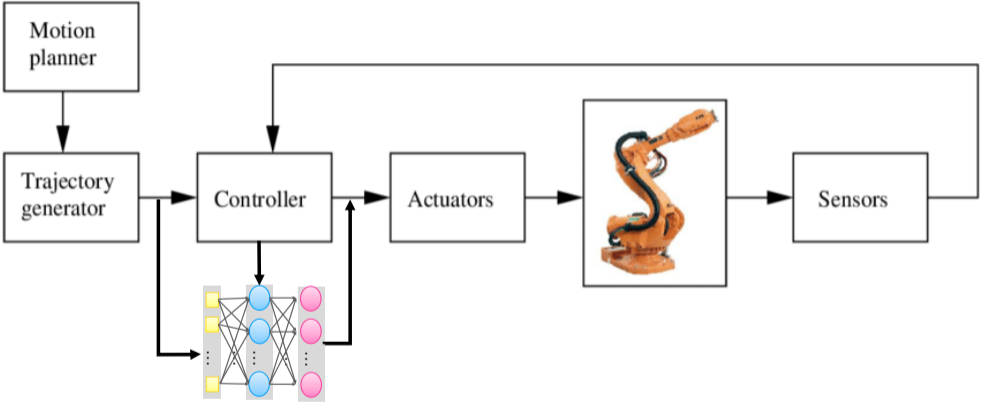 Motion
planner
Trajectory
generator
Controller
Actuators
Sensors